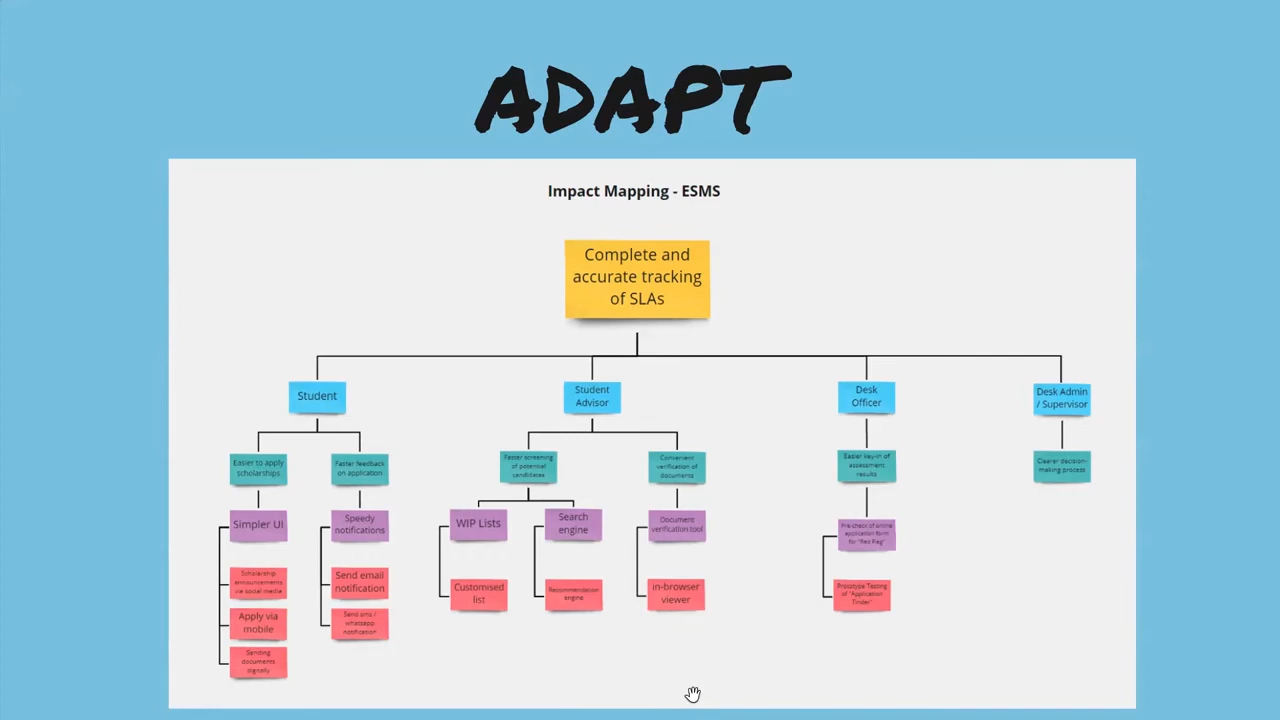 ADAPT
Impact Mapping - ESMS
Complete and
accurate tracking
of SLAs
Student
Student
Advisor
Desk
Officer
Desk Admin
/ Supervisor
Easier to apply
scholarships
Faster feedback
on application
Faster screening
of potential
candidates
Convenient
verification of
documents
Easier key-in of
assessment
results
Clearer decision-
making process
Simpler UI
Speedy
notifications
WIP Lists
Search
engine
Document
verification tool
Pre-check of online
application form
for "Red Flag"
Scholarship
announcements
via social media
Send email
notification
Customised
list
Recommendation
engine
in-browser
viewer
Prototype Testing
of "Application
Tinder"
Apply via
mobile
Send sms /
whatsapp
notification
Sending
documents
digitally